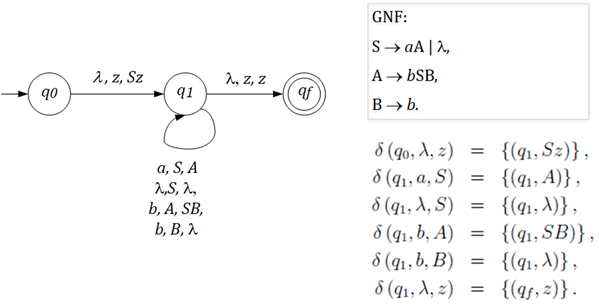 GNF:
S → aA | λ,
A → bSB,
B → b.
q0
λ, z, Sz
q1
λ, z, z
qf
a, S, A
λ,S, λ,
b, A, SB,
b, B, λ
δ (q₀, λ, z) = {(q₁, Sz)} ,
δ (q₁, a, S) = {(q₁, A)} ,
δ (q₁, λ, S) = {(q₁, λ)} ,
δ (q₁, b, A) = {(q₁, SB)} ,
δ (q₁, b, B) = {(q₁, λ)} ,
δ (q₁, λ, z) = {(q_f, z)} .